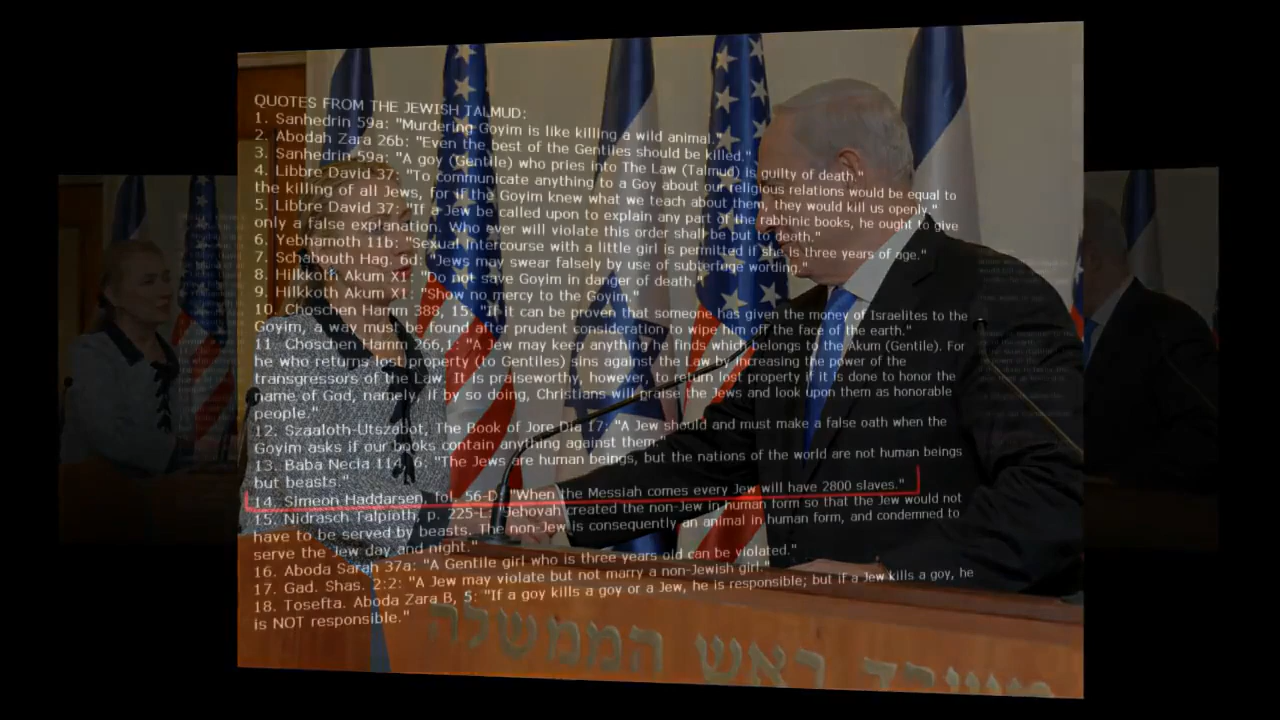 QUOTES FROM THE JEWISH TALMUD:
1. Sanhedrin 59a: "Murdering Goyim is like killing a wild animal."
2. Abodah Zara 26b: "Even the best of the Gentiles should be killed."
3. Sanhedrin 59a: "A goy (Gentile) who pries into The Law (Talmud) is guilty of death."
4. Libbre David 37: "To communicate anything to a Goy about our religious relations would be equal to
the killing of all Jews, for if the Goyim knew what we teach about them, they would kill us openly."
5. Libbre David 37: "If a Jew be called upon to explain any part of the rabbinic books, he ought to give
only a false explanation. Who ever will violate this order shall be put to death."
6. Yebhamoth 11b: "Sexual intercourse with a little girl is permitted if she is three years of age."
7. Schabouth Hag. 6d: "Jews may swear falsely by use of subterfuge wording."
8. Hilkkoth Akum X1: "Do not save Goyim in danger of death."
9. Hilkkoth Akum X1: "Show no mercy to the Goyim."
10. Choschen Hamm 388, 15: "If it can be proven that someone has given the money of Israelites to the
Goyim, a way must be found after prudent consideration to wipe him off the face of the earth."
11. Choschen Hamm 266,1: "A Jew may keep anything he finds which belongs to the Akum (Gentile). For
he who returns lost property (to Gentiles) sins against the Law by increasing the power of the
transgressors of the Law. It is praiseworthy, however, to return lost property if it is done to honor the
name of God, namely, if by so doing, Christians will praise the Jews and look upon them as honorable
people."
12. Szaaloth-Utszabot, The Book of Jore Dia 17: "A Jew should and must make a false oath when the
Goyim asks if our books contain anything against them."
13. Baba Necia 114, 6: "The Jews are human beings, but the nations of the world are not human beings
but beasts."
14. Simeon Haddarsen, fol. 56-D: "When the Messiah comes every Jew will have 2800 slaves."
15. Nidrasch Talpioth, p. 225-L: "Jehovah created the non-Jew in human form so that the Jew would not
have to be served by beasts. The non-Jew is consequently an animal in human form, and condemned to
serve the Jew day and night."
16. Aboda Sarah 37a: "A Gentile girl who is three years old can be violated."
17. Gad. Shas. 2:2: "A Jew may violate but not marry a non-Jewish girl."
18. Tosefta. Aboda Zara B, 5: "If a goy kills a goy or a Jew, he is responsible; but if a Jew kills a goy, he
is NOT responsible."
משרד ראש הממשלה